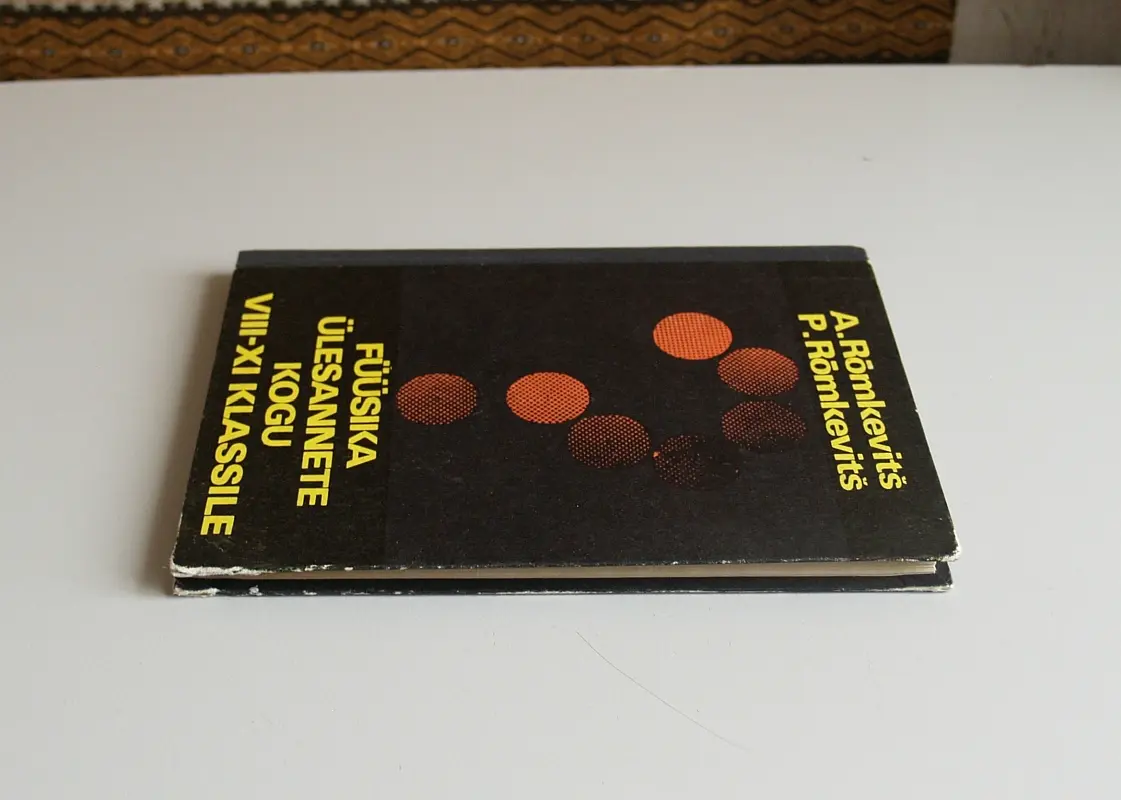 A.Rõmkevitš
P.Rõmkevitš
FÜÜSIKA
ÜLESANNETE
KOGU
VIII-XI KLASSILE